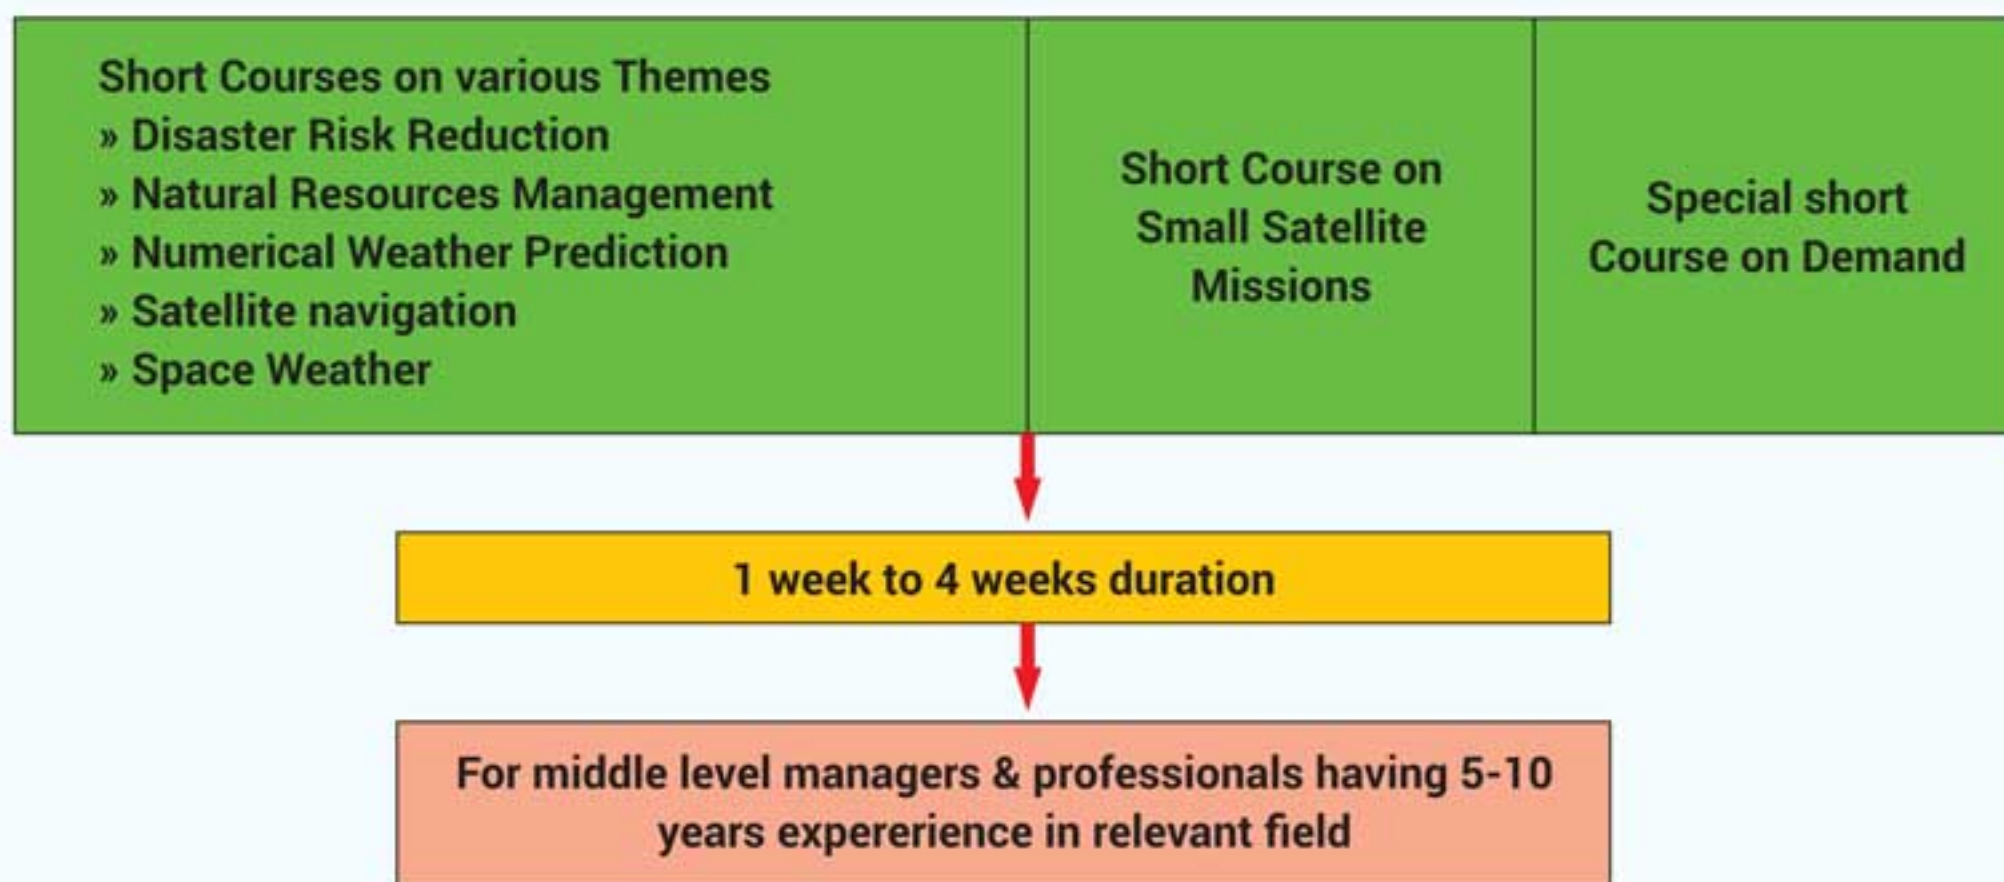 Short Courses on various Themes
» Disaster Risk Reduction
» Natural Resources Management
» Numerical Weather Prediction
» Satellite navigation
» Space Weather
Short Course on
Small Satellite
Missions
Special short
Course on Demand
1 week to 4 weeks duration
For middle level managers & professionals having 5-10
years expererience in relevant field